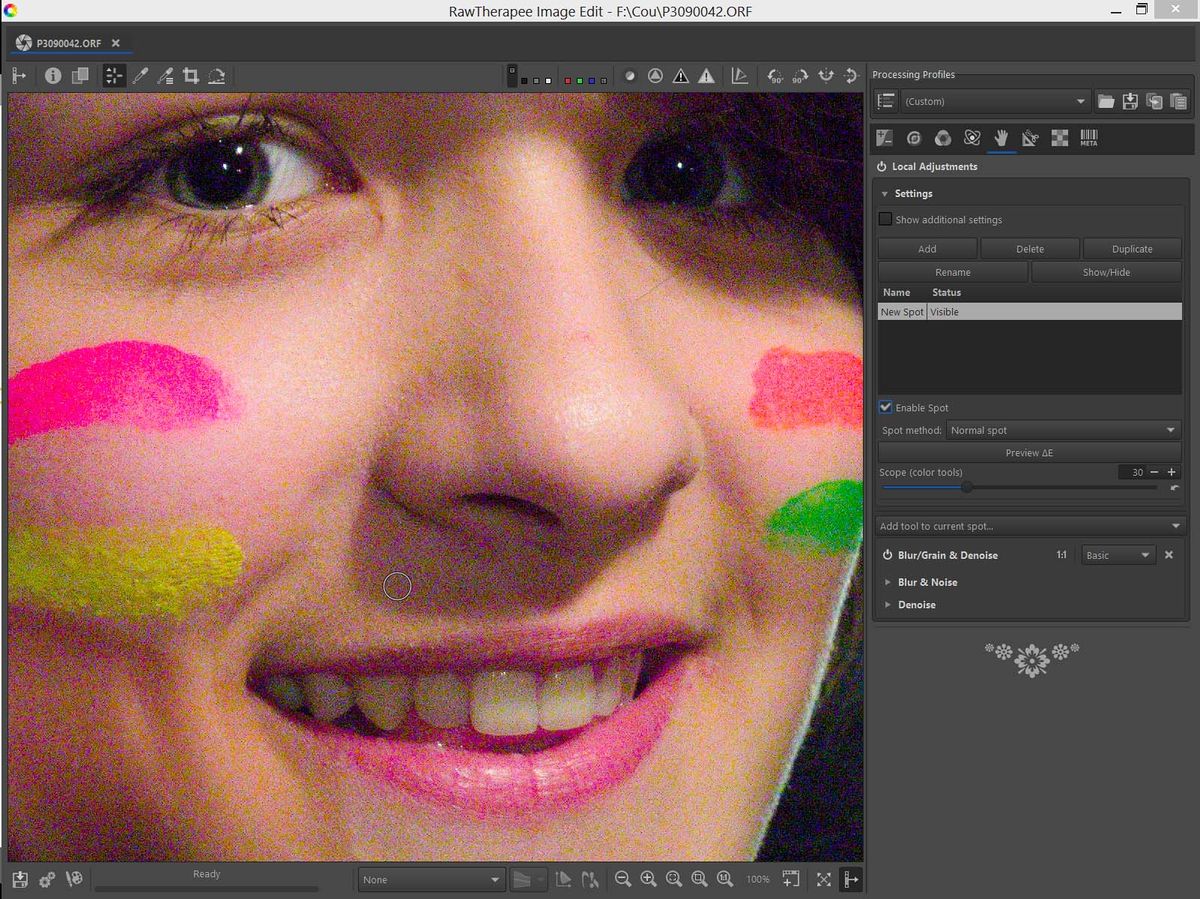 RawTherapee Image Edit - F:\Cou\P3090042.ORF
P3090042.ORF
90° 90°
Processing Profiles
(Custom)
META
Local Adjustments
Settings
Show additional settings
Add Delete Duplicate
Rename Show/Hide
Name Status
New Spot Visible
Enable Spot
Spot method: Normal spot
Preview ΔE
Scope (color tools) 30
Add tool to current spot...
Blur/Grain & Denoise 1:1 Basic
Blur & Noise
Denoise
Ready None 100%